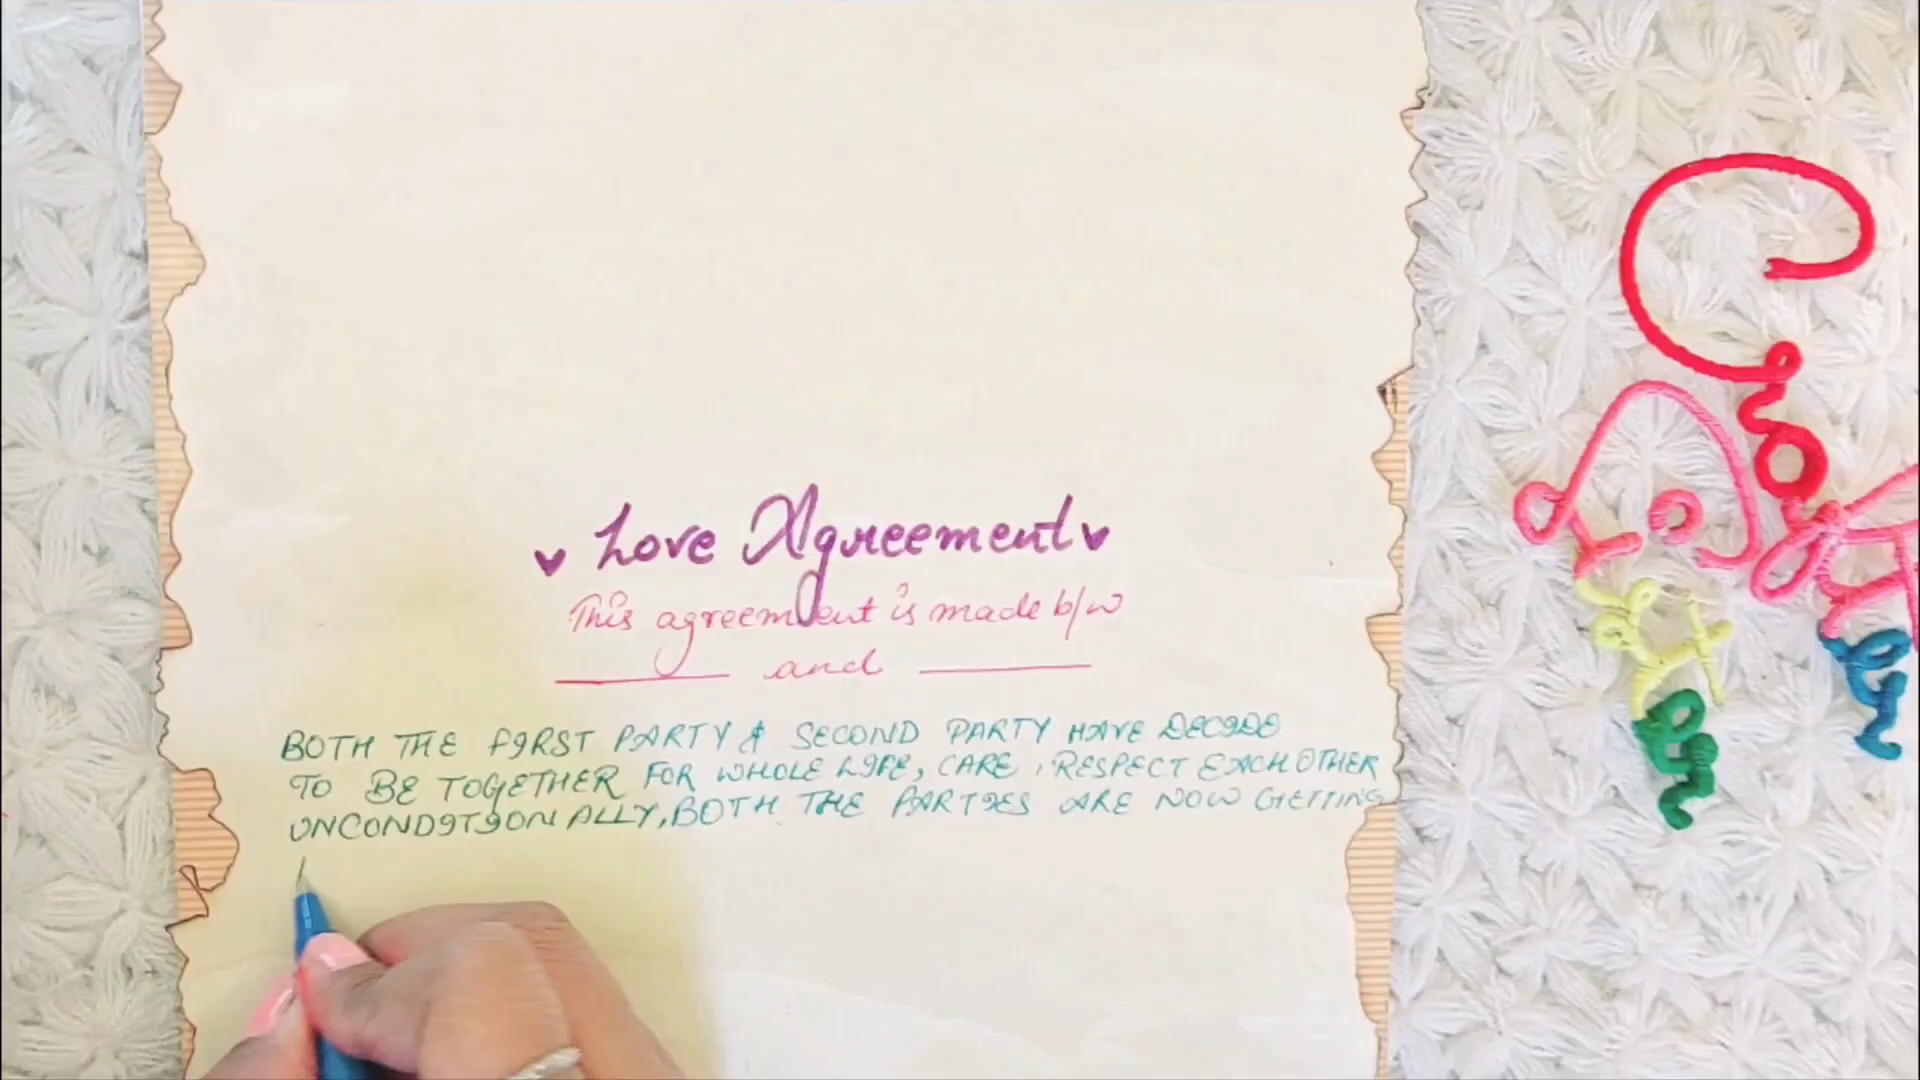 Love Agreement
This agreement is made b/w
and
BOTH THE FIRST PARTY & SECOND PARTY HAVE DECIDE
TO BE TOGETHER FOR WHOLE LIFE, CARE, RESPECT EACH OTHER
UNCONDITIONALLY, BOTH THE PARTIES ARE NOW GETTING